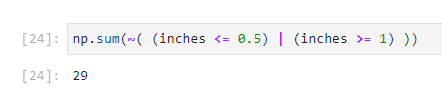 [24]: np.sum(~( (inches <= 0.5) | (inches >= 1) ))
[24]: 29